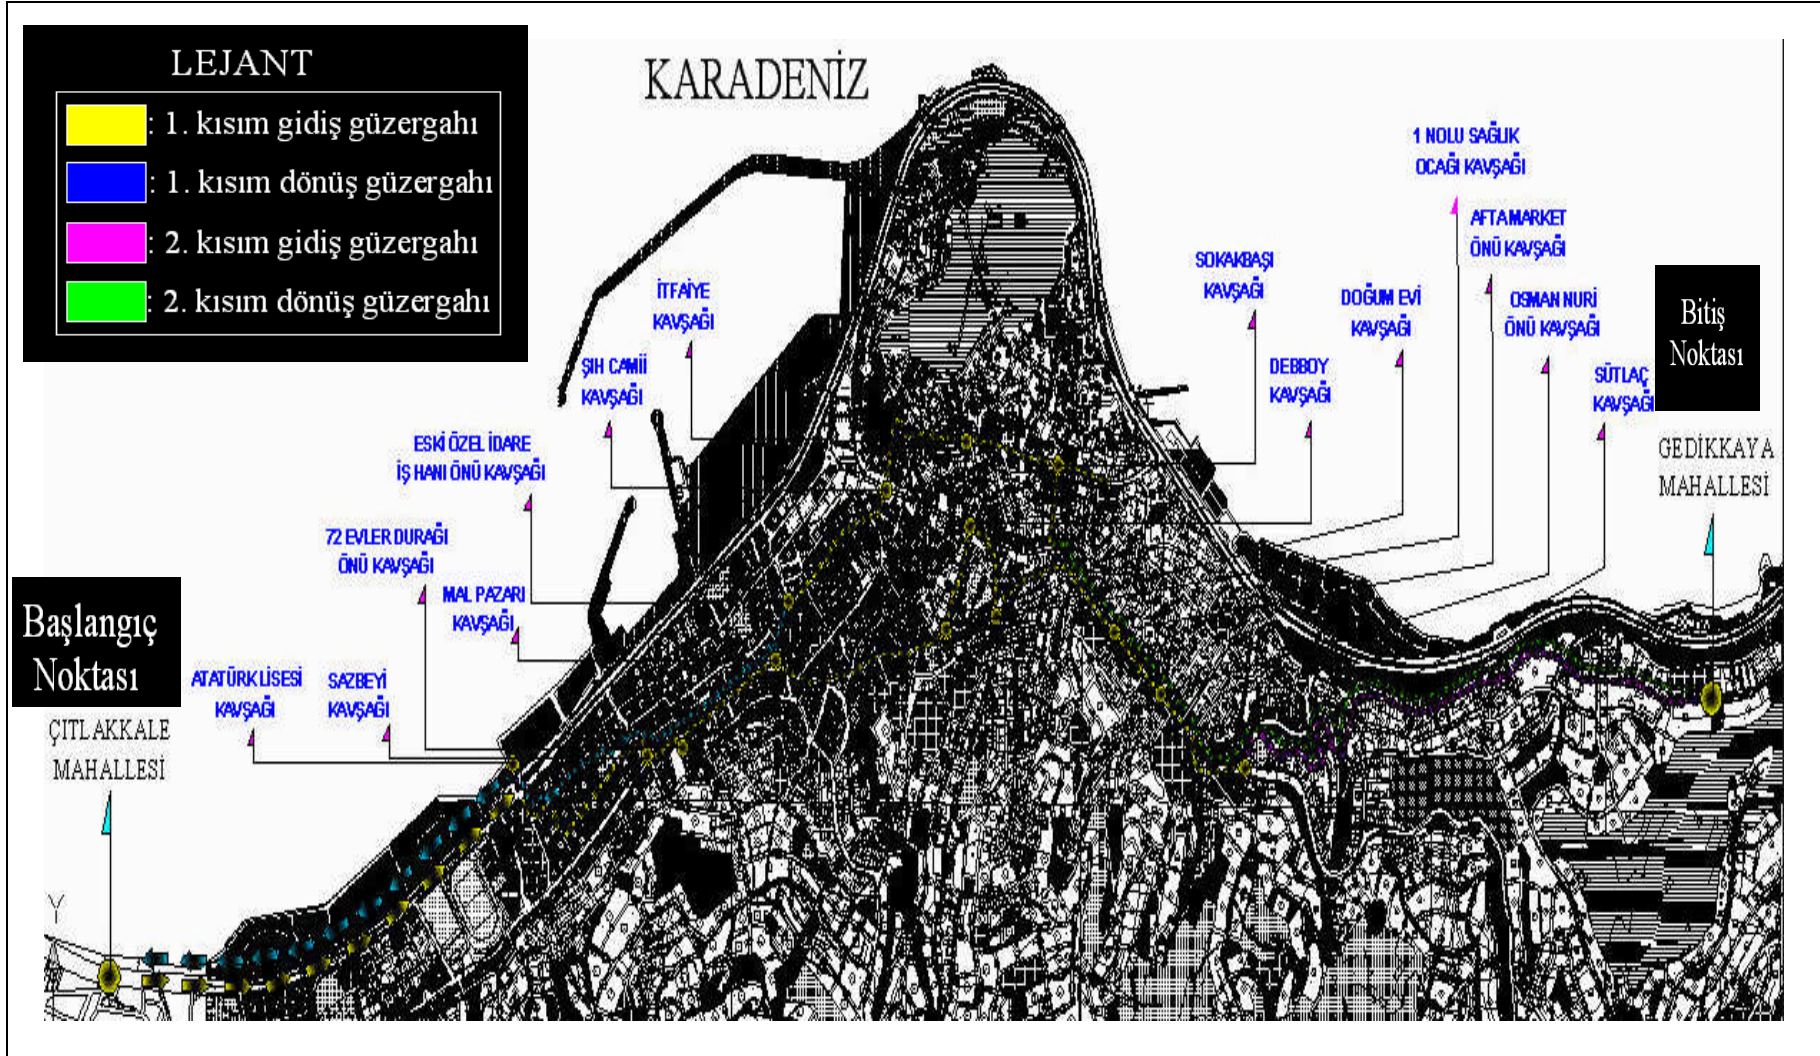 LEJANT
: 1. kısım gidiş güzergahı
: 1. kısım dönüş güzergahı
: 2. kısım gidiş güzergahı
: 2. kısım dönüş güzergahı
KARADENİZ
1 NOLU SAĞLIK
OCAĞI KAVŞAĞI
AFTA MARKET
ÖNÜ KAVŞAĞI
SOKAKBAŞI
KAVŞAĞI
DOĞUM EVİ
KAVŞAĞI
OSMAN NURİ
ÖNÜ KAVŞAĞI
Bitiş
Noktası
İTFAİYE
KAVŞAĞI
ŞIH CAMİİ
KAVŞAĞI
DEBBOY
KAVŞAĞI
SÜTLAÇ
KAVŞAĞI
ESKİ ÖZEL İDARE
İŞ HANI ÖNÜ KAVŞAĞI
GEDİKKAYA
MAHALLESİ
72 EVLER DURAĞI
ÖNÜ KAVŞAĞI
MAL PAZARI
KAVŞAĞI
Başlangıç
Noktası
ATATÜRK LİSESİ
KAVŞAĞI
SAZBEYİ
KAVŞAĞI
ÇITLAKKALE
MAHALLESİ
Y